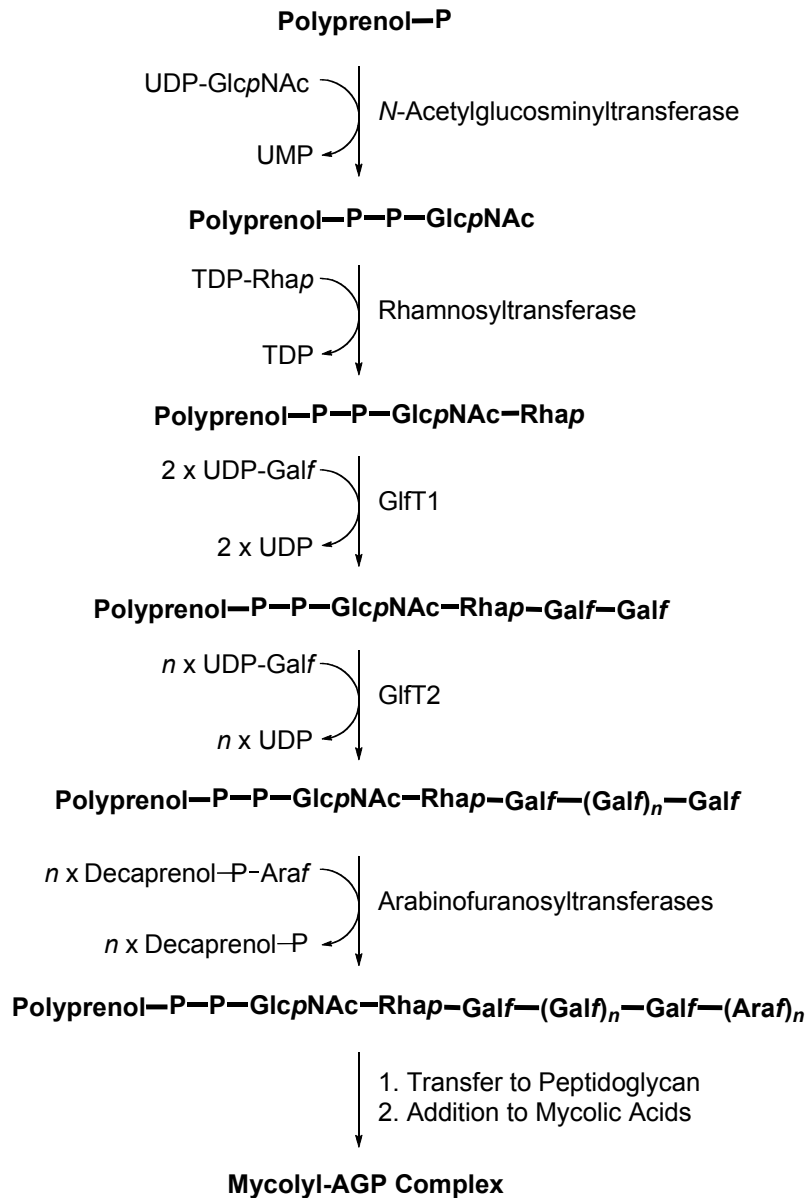 Polyprenol—P
UDP-GlcpNAc
N-Acetylglucosminyltransferase
UMP
Polyprenol—P—P—GlcpNAc
TDP-Rhap
Rhamnosyltransferase
TDP
Polyprenol—P—P—GlcpNAc—Rhap
2 x UDP-Galf
GlfT1
2 x UDP
Polyprenol—P—P—GlcpNAc—Rhap—Galf—Galf
n x UDP-Galf
GlfT2
n x UDP
Polyprenol—P—P—GlcpNAc—Rhap—Galf—(Galf)n—Galf
n x Decaprenol—P—Araf
Arabinofuranosyltransferases
n x Decaprenol—P
Polyprenol—P—P—GlcpNAc—Rhap—Galf—(Galf)n—Galf—(Araf)n
1. Transfer to Peptidoglycan
2. Addition to Mycolic Acids
Mycolyl-AGP Complex